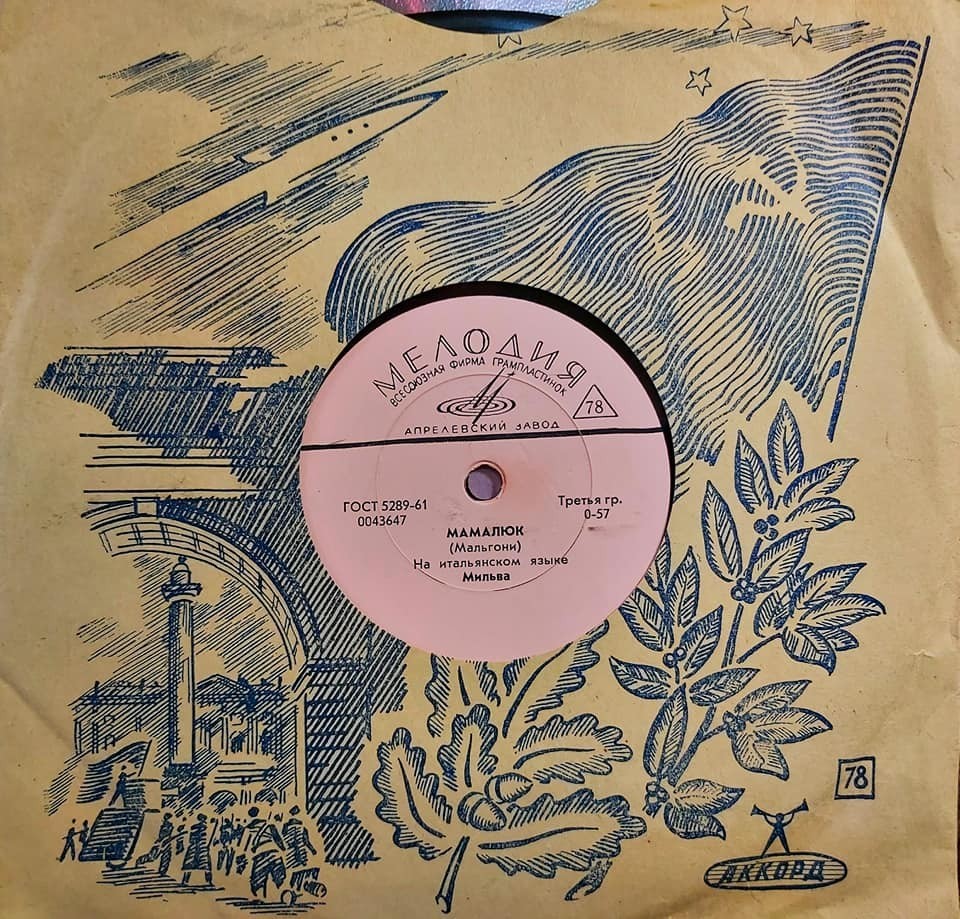 МЕЛОДИЯ
ВСЕСОЮЗНАЯ ФИРМА ГРАМПЛАСТИНОК
78
АПРЕЛЕВСКИЙ ЗАВОД
ГОСТ 5289-61
0043647
Третья гр.
0-57
МАМАЛЮК
(Мальгони)
На итальянском языке
Мильва
78
АККОРД